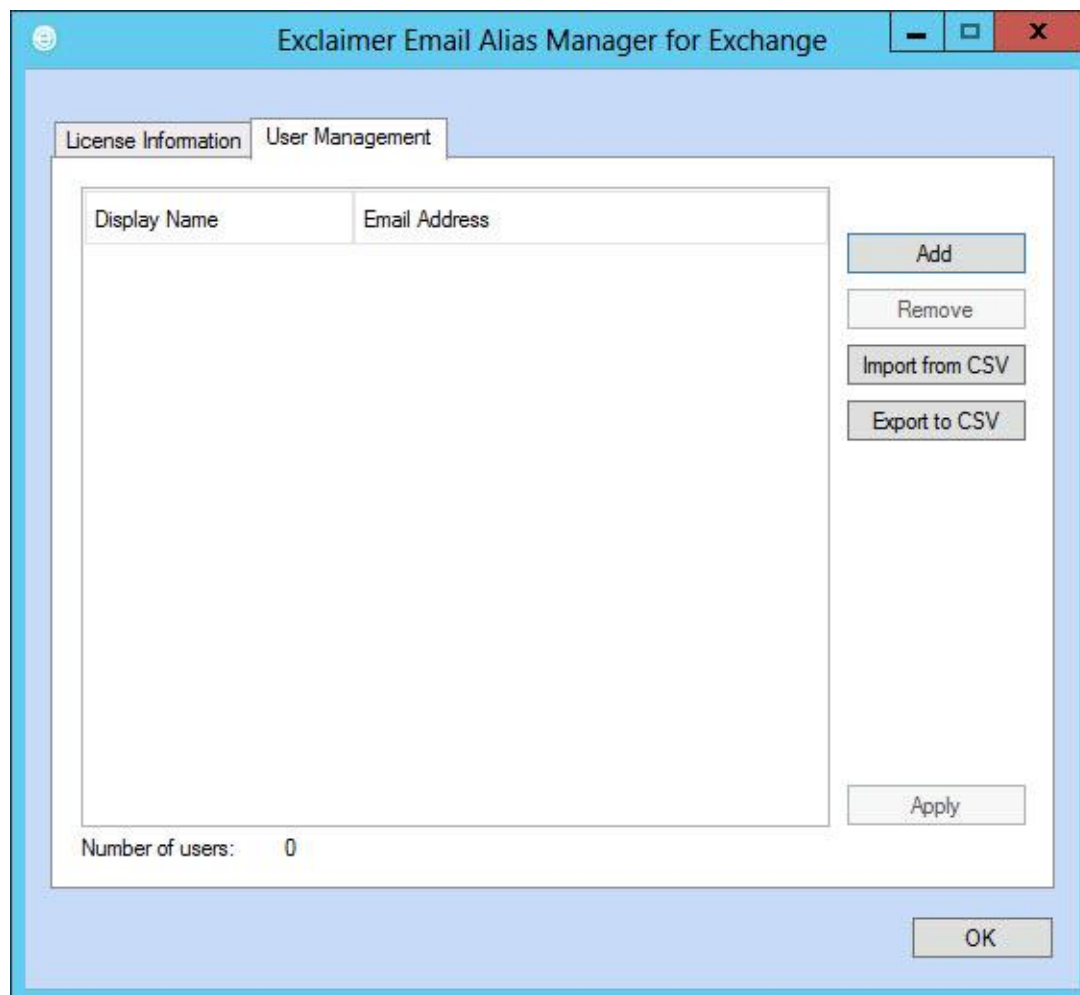 Exclaimer Email Alias Manager for Exchange
License Information
User Management
Display Name
Email Address
Add
Remove
Import from CSV
Export to CSV
Apply
Number of users: 0
OK